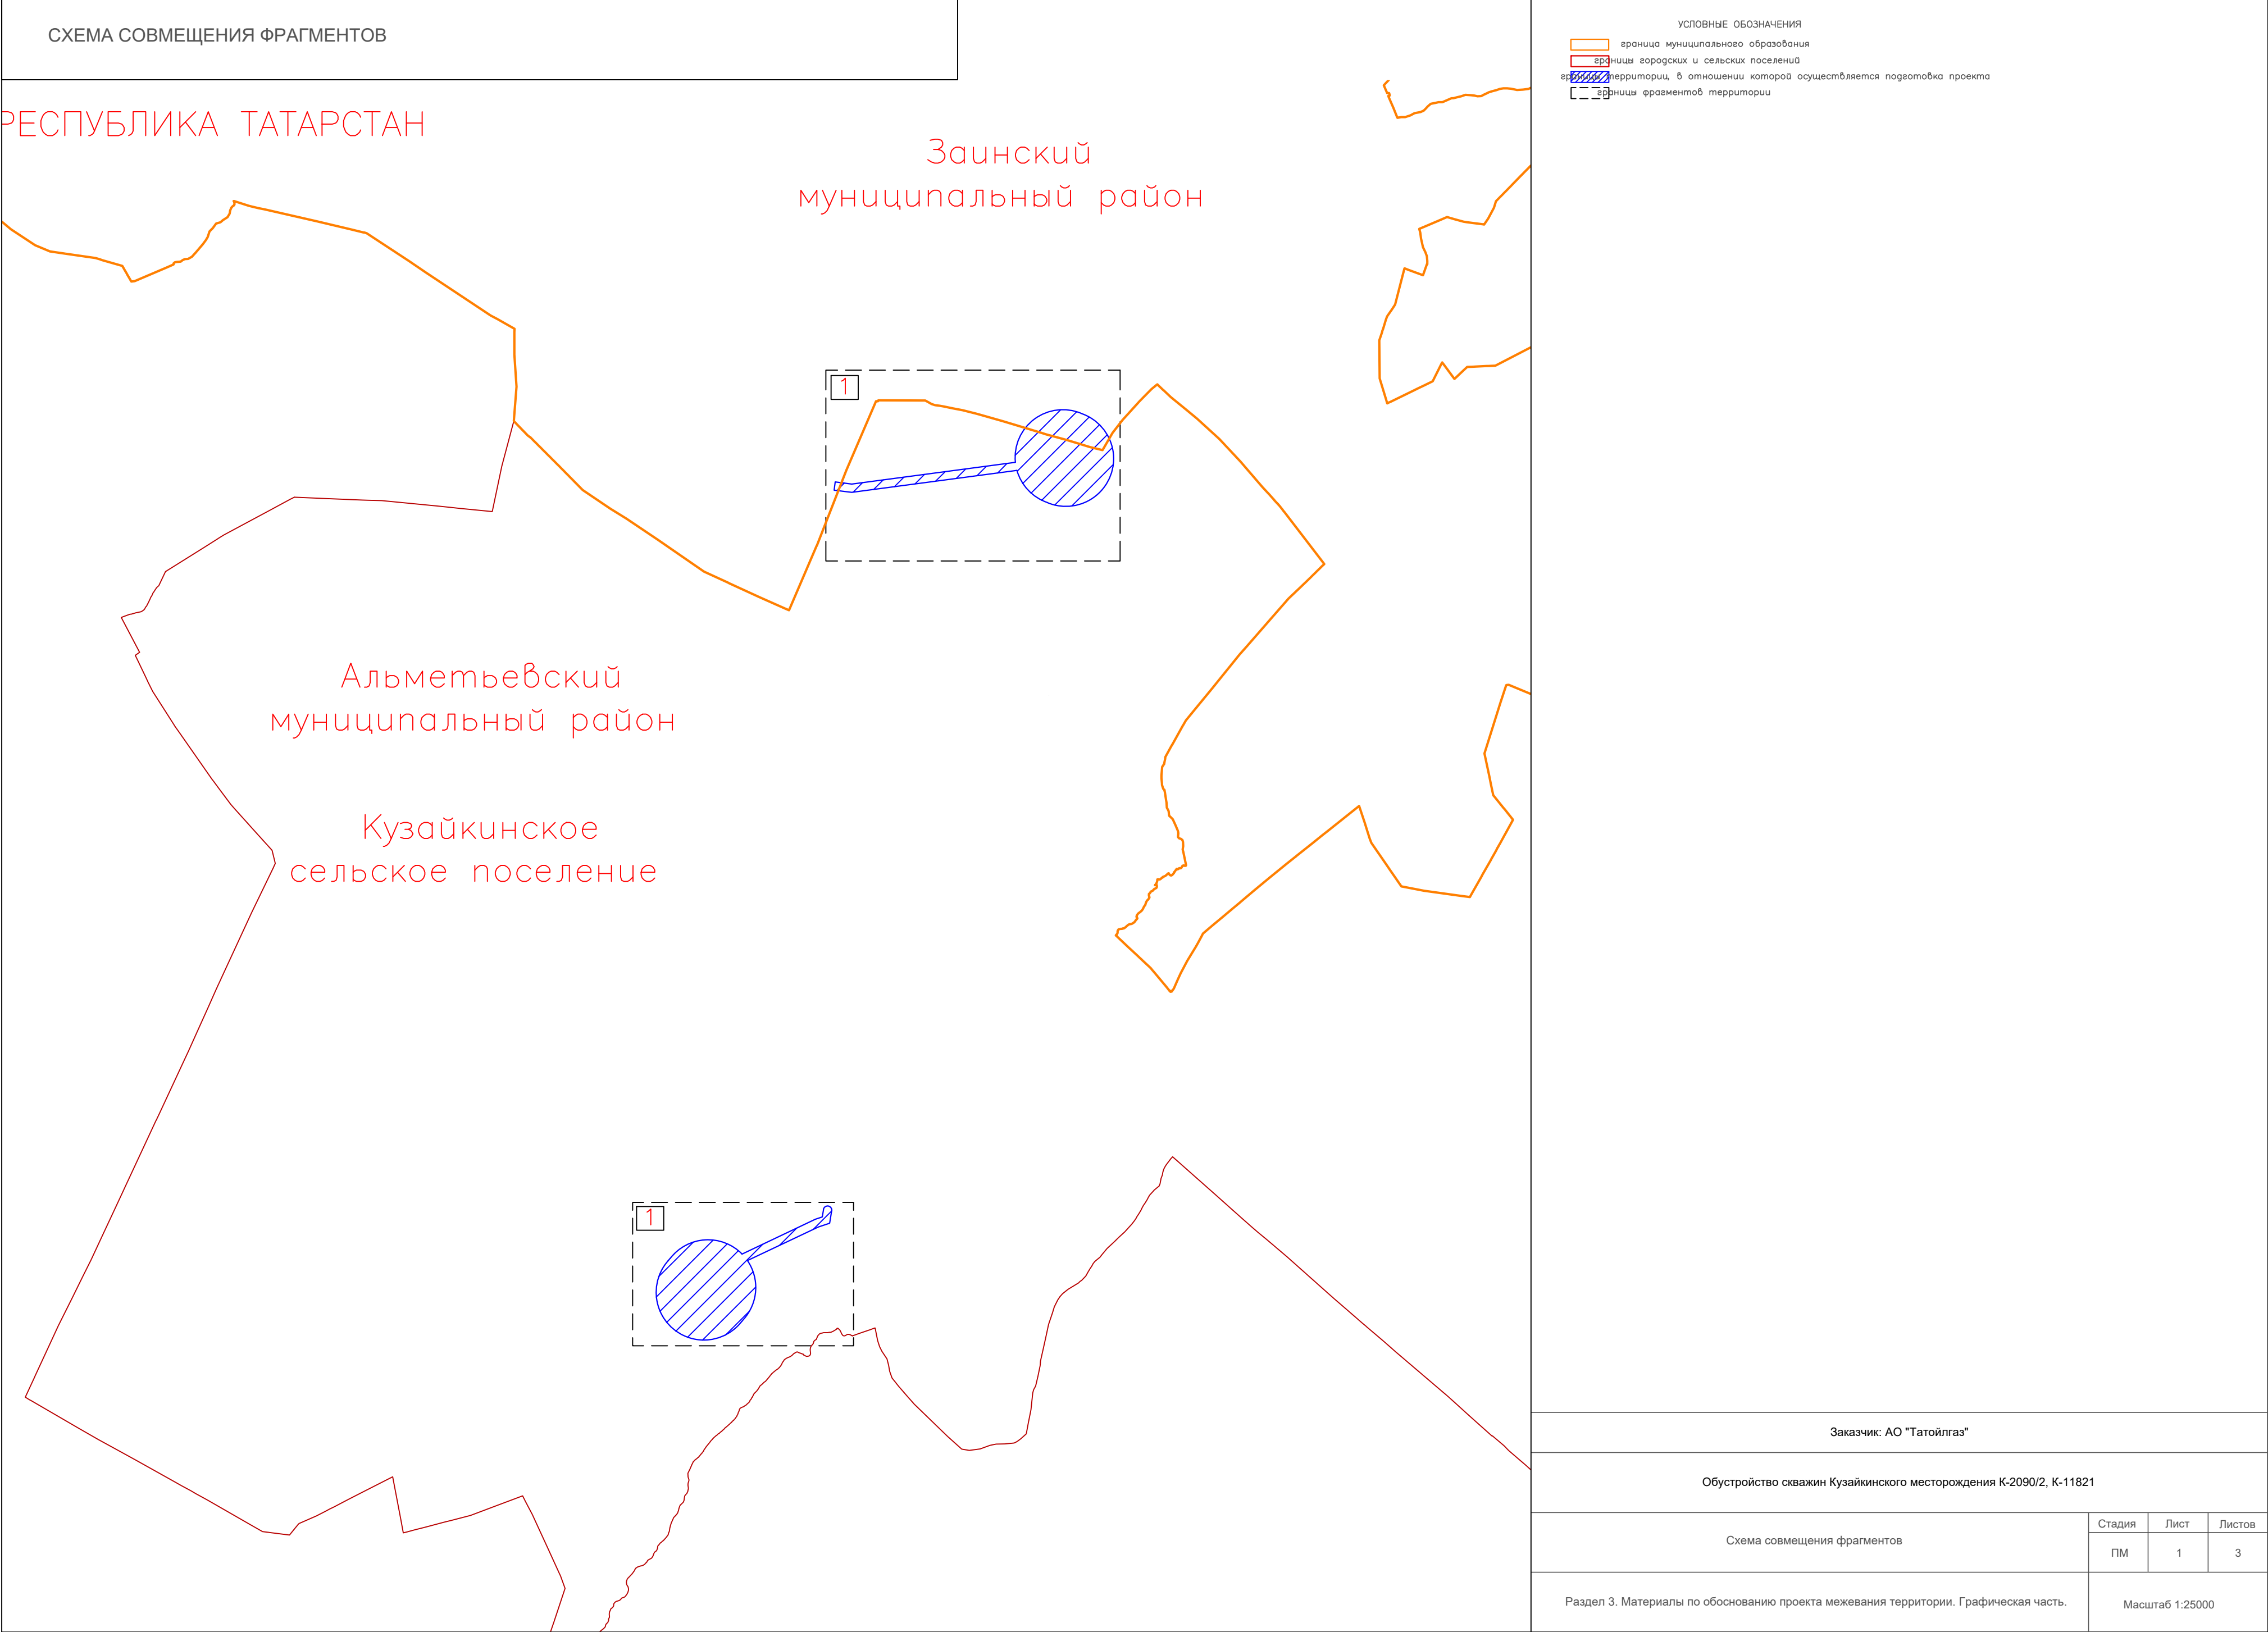 СХЕМА СОВМЕЩЕНИЯ ФРАГМЕНТОВ
РЕСПУБЛИКА ТАТАРСТАН
Заинский
муниципальный район
1
Альметьевский
муниципальный район
Кузайкинское
сельское поселение
1
УСЛОВНЫЕ ОБОЗНАЧЕНИЯ
граница муниципального образования
границы городских и сельских поселений
границы территории, в отношении которой осуществляется подготовка проекта
границы фрагментов территории
Заказчик: АО "Татойлгаз"
Обустройство скважин Кузайкинского месторождения К-2090/2, К-11821
Схема совмещения фрагментов
Стадия Лист Листов
ПМ 1 3
Раздел 3. Материалы по обоснованию проекта межевания территории. Графическая часть.
Масштаб 1:25000